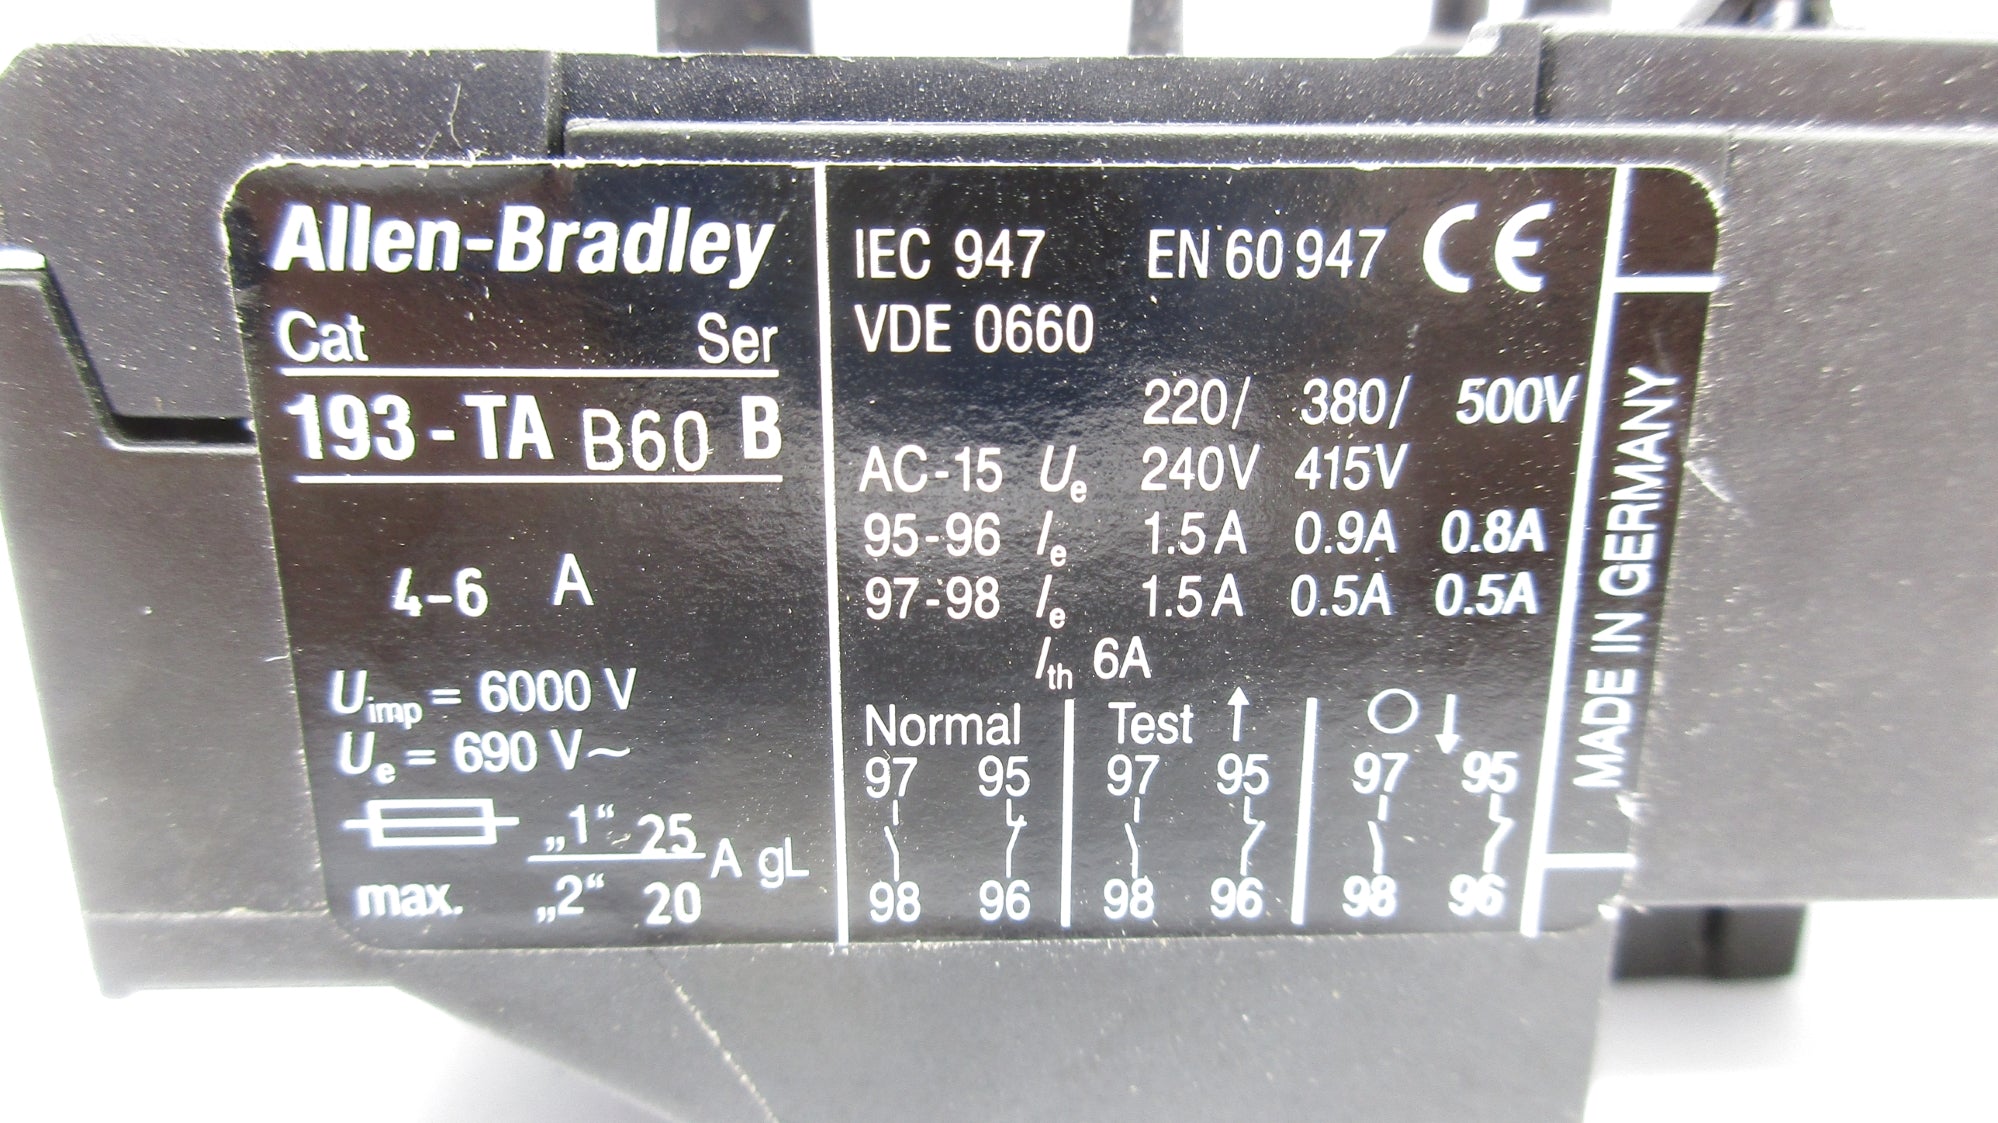 Allen-Bradley
Cat Ser
193-TA B60 B
4-6 A
Uimp = 6000 V
Ue = 690 V~
„1“ 25
A gL
max. „2“ 20
IEC 947 EN 60 947 CE
VDE 0660
220/ 380/ 500V
AC-15 Ue 240V 415V
95-96 Ie 1.5A 0.9A 0.8A
97-98 Ie 1.5A 0.5A 0.5A
Ith 6A
Normal Test ↑ O ↓
97 95 97 95 97 95
98 96 98 96 98 96
MADE IN GERMANY